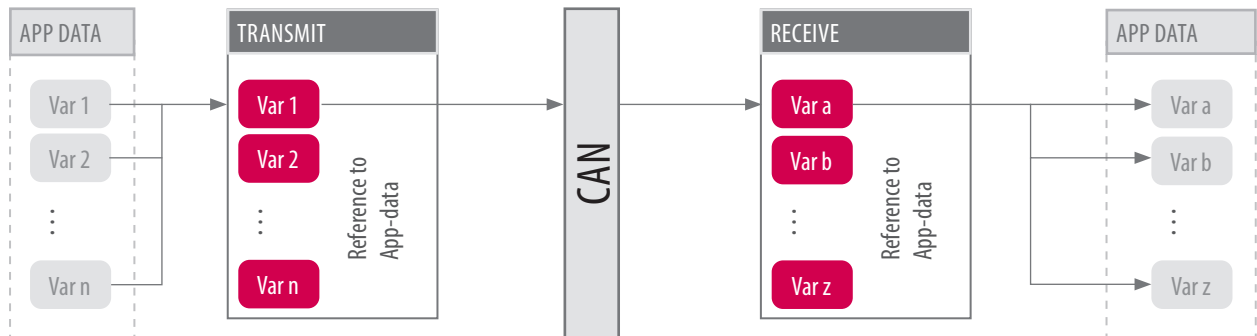 APP DATA
Var 1
Var 2
⋮
Var n
TRANSMIT
Var 1
Var 2
⋮
Var n
Reference to
App-data
CAN
RECEIVE
Var a
Var b
⋮
Var z
Reference to
App-data
APP DATA
Var a
Var b
⋮
Var z